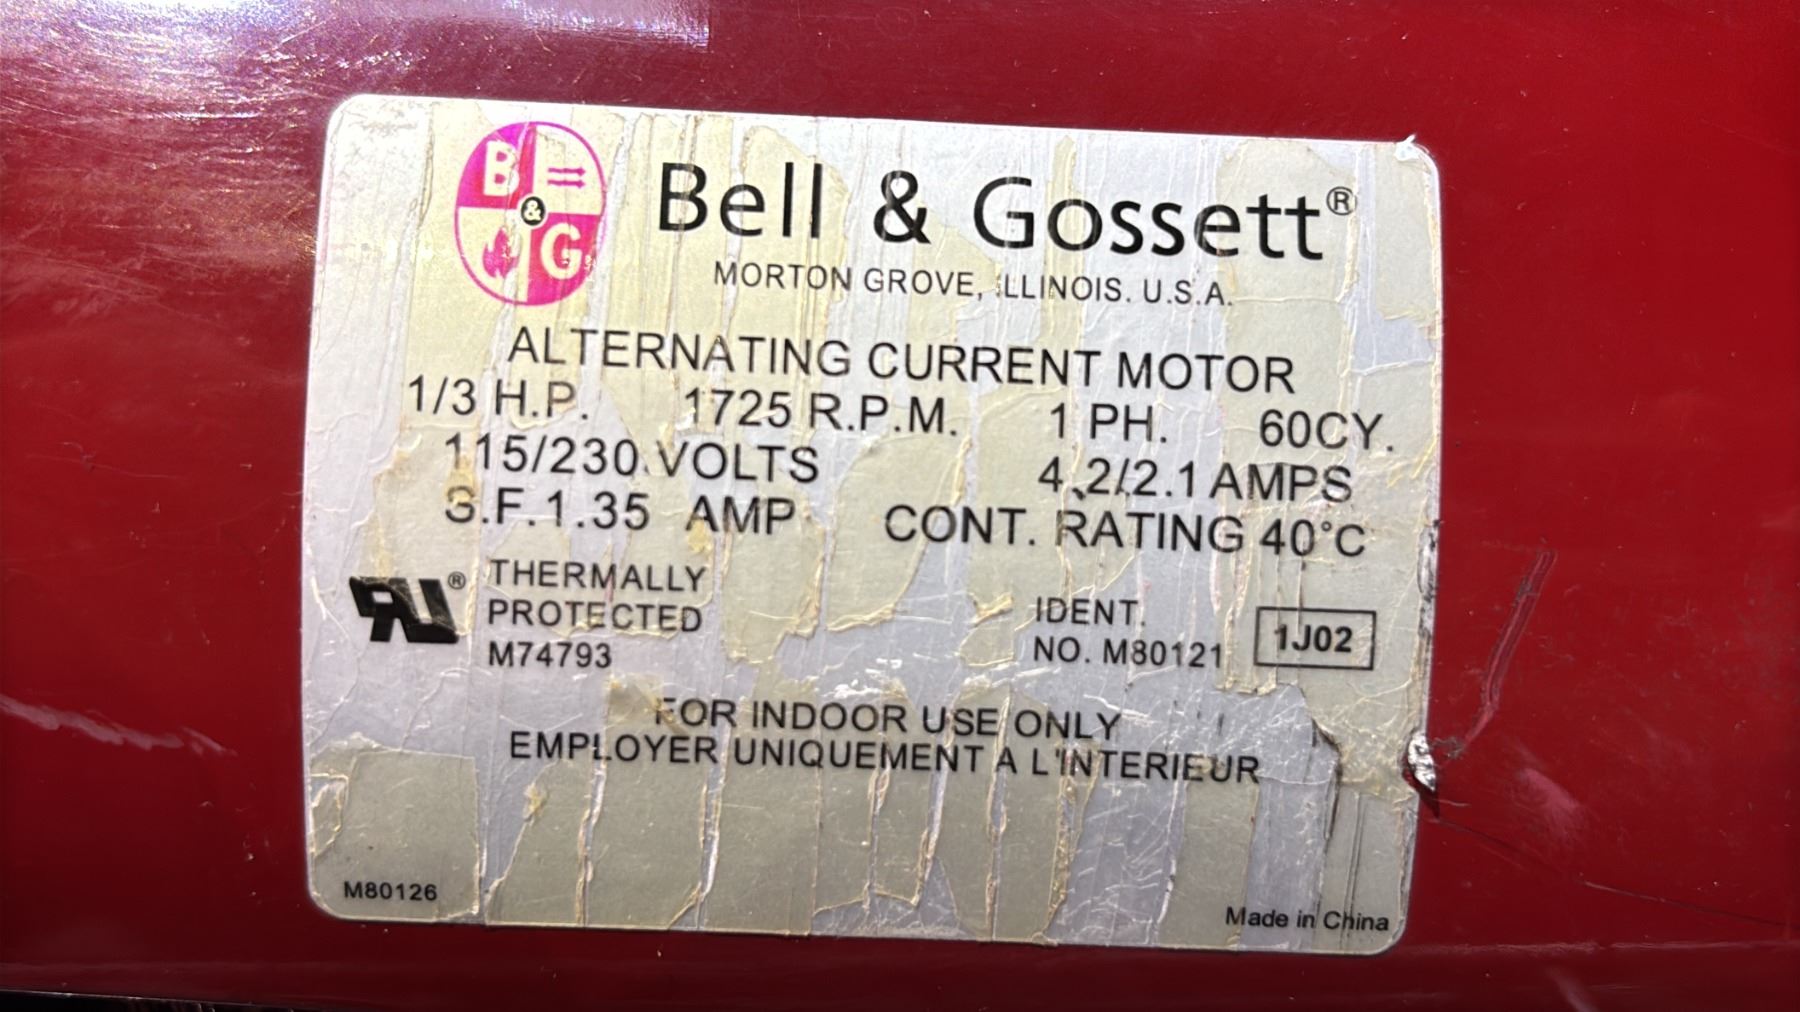 B & G
Bell & Gossett®
MORTON GROVE, ILLINOIS. U.S.A.
ALTERNATING CURRENT MOTOR
1/3 H.P. 1725 R.P.M. 1 PH. 60CY.
115/230 VOLTS 4.2/2.1 AMPS
S.F. 1.35 AMP CONT. RATING 40°C
RU® THERMALLY
PROTECTED
M74793
IDENT.
NO. M80121 1J02
FOR INDOOR USE ONLY
EMPLOYER UNIQUEMENT A L'INTERIEUR
M80126 Made in China